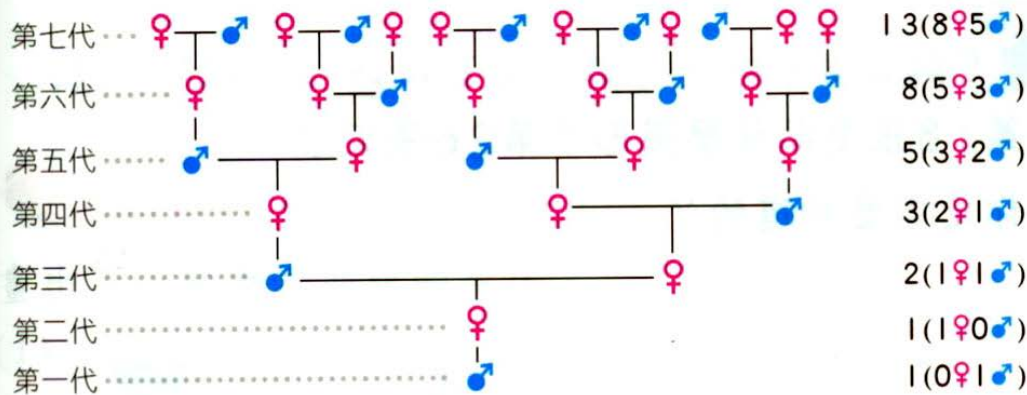 第七代 13(8♀5♂)
第六代 8(5♀3♂)
第五代 5(3♀2♂)
第四代 3(2♀1♂)
第三代 2(1♀1♂)
第二代 1(1♀0♂)
第一代 1(0♀1♂)